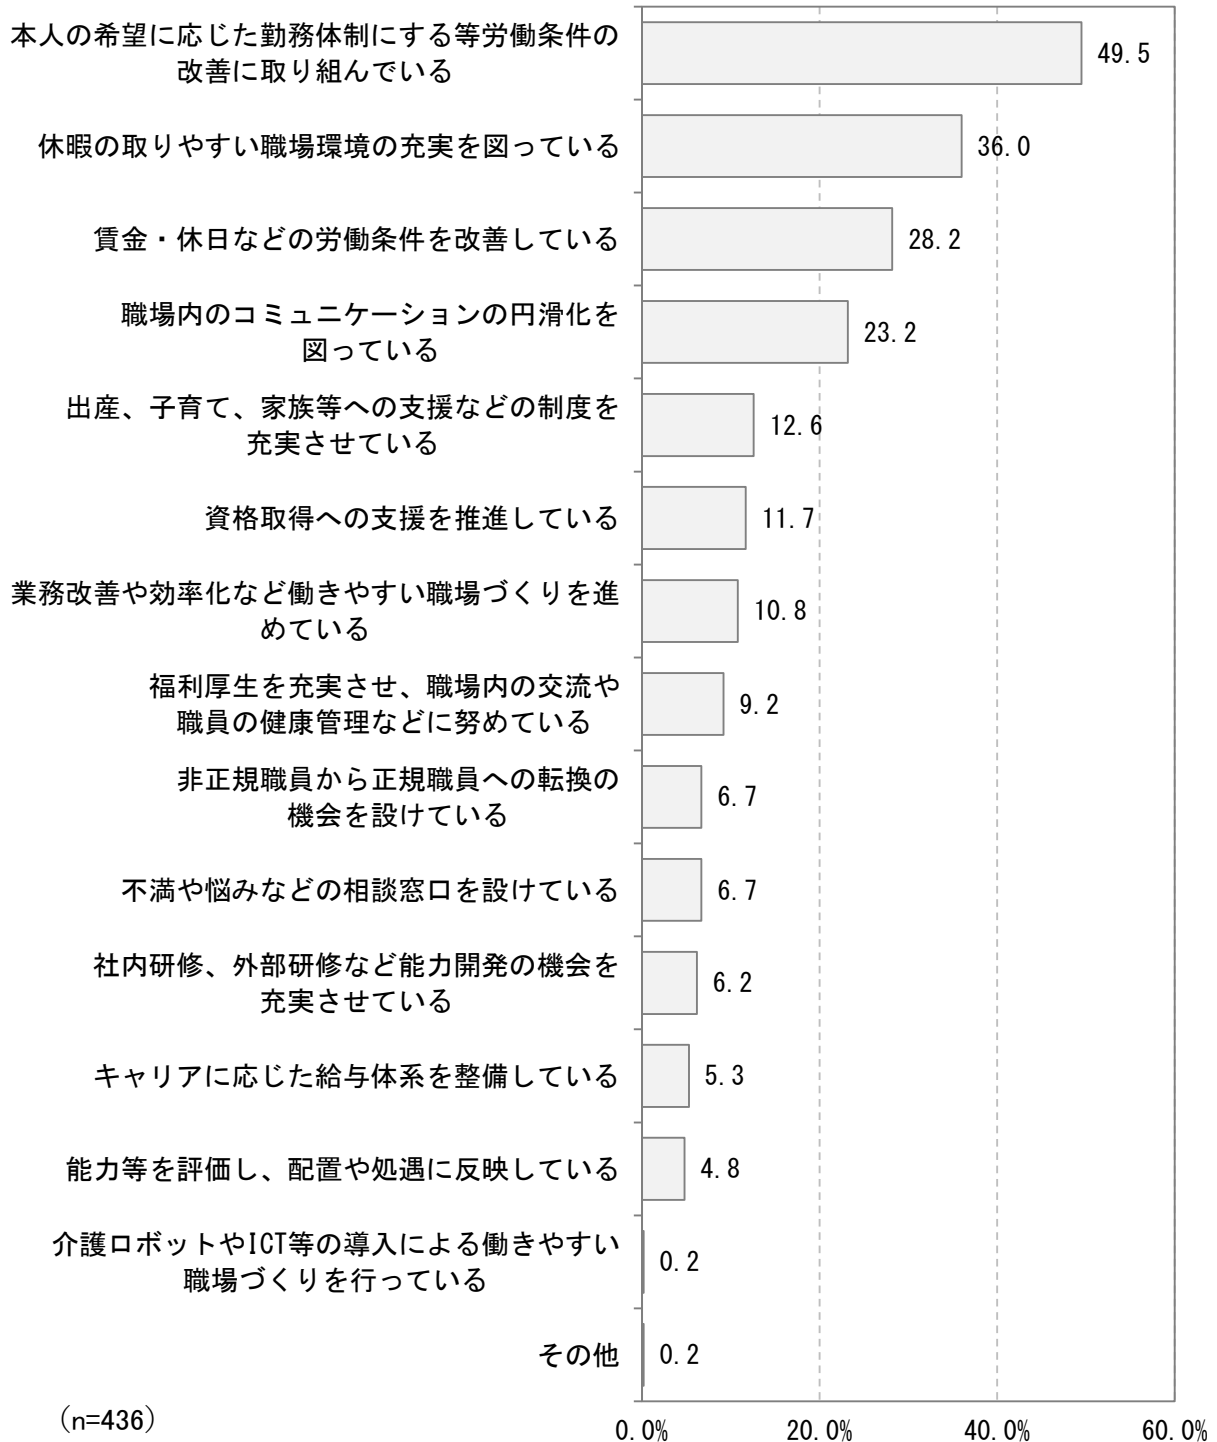 本人の希望に応じた勤務体制にする等労働条件の
改善に取り組んでいる
49.5
休暇の取りやすい職場環境の充実を図っている
36.0
賃金・休日などの労働条件を改善している
28.2
職場内のコミュニケーションの円滑化を
図っている
23.2
出産、子育て、家族等への支援などの制度を
充実させている
12.6
資格取得への支援を推進している
11.7
業務改善や効率化など働きやすい職場づくりを進
めている
10.8
福利厚生を充実させ、職場内の交流や
職員の健康管理などに努めている
9.2
非正規職員から正規職員への転換の
機会を設けている
6.7
不満や悩みなどの相談窓口を設けている
6.7
社内研修、外部研修など能力開発の機会を
充実させている
6.2
キャリアに応じた給与体系を整備している
5.3
能力等を評価し、配置や処遇に反映している
4.8
介護ロボットやICT等の導入による働きやすい
職場づくりを行っている
0.2
その他
0.2
(n=436)
0.0% 20.0% 40.0% 60.0%